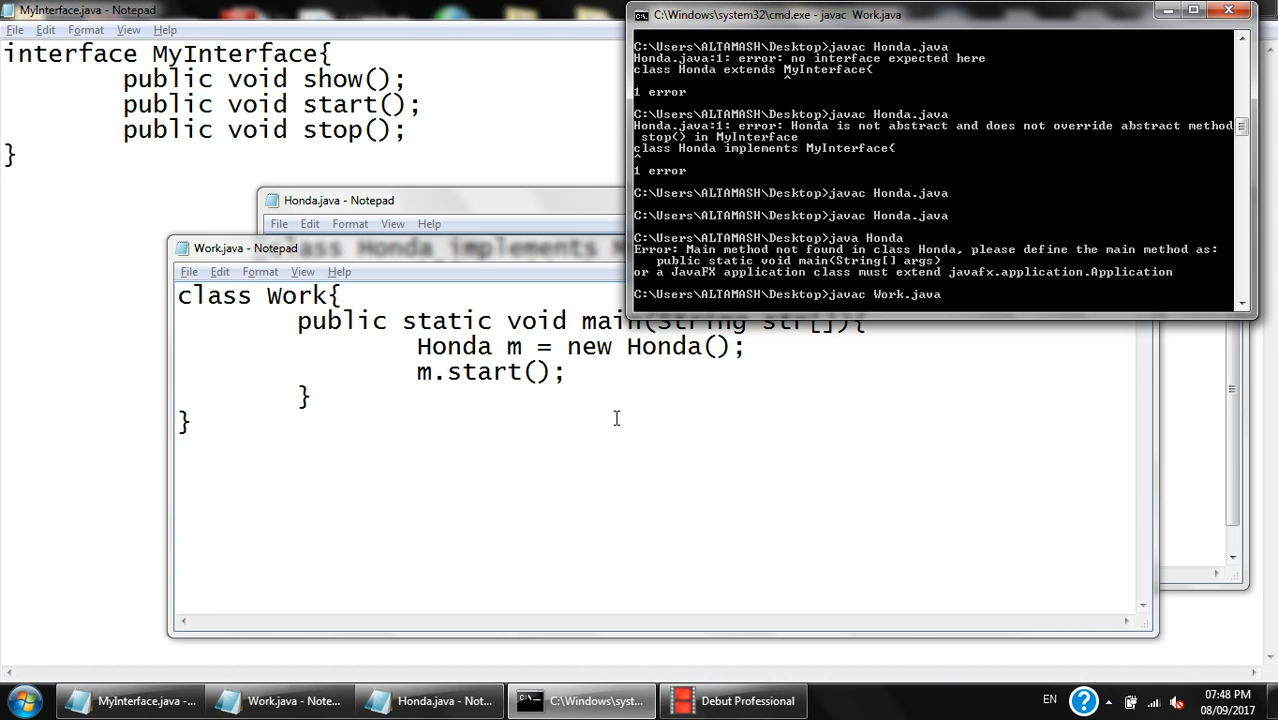 MyInterface.java - Notepad
File Edit Format View Help
interface MyInterface{
public void show();
public void start();
public void stop();
}
Honda.java - Notepad
File Edit Format View Help
class Honda implements M
Work.java - Notepad
File Edit Format View Help
class Work{
public static void main(String str[]){
Honda m = new Honda();
m.start();
}
}
C:\Windows\system32\cmd.exe - javac Work.java
C:\Users\ALTAMASH\Desktop>javac Honda.java
Honda.java:1: error: no interface expected here
class Honda extends MyInterface{
^
1 error
C:\Users\ALTAMASH\Desktop>javac Honda.java
Honda.java:1: error: Honda is not abstract and does not override abstract method
stop() in MyInterface
class Honda implements MyInterface{
^
1 error
C:\Users\ALTAMASH\Desktop>javac Honda.java
C:\Users\ALTAMASH\Desktop>javac Honda.java
C:\Users\ALTAMASH\Desktop>java Honda
Error: Main method not found in class Honda, please define the main method as:
public static void main(String[] args)
or a JavaFX application class must extend javafx.application.Application
C:\Users\ALTAMASH\Desktop>javac Work.java
MyInterface.java -...
Work.java - Note...
Honda.java - Not...
C:\Windows\syst...
Debut Professional
EN
07:48 PM
08/09/2017